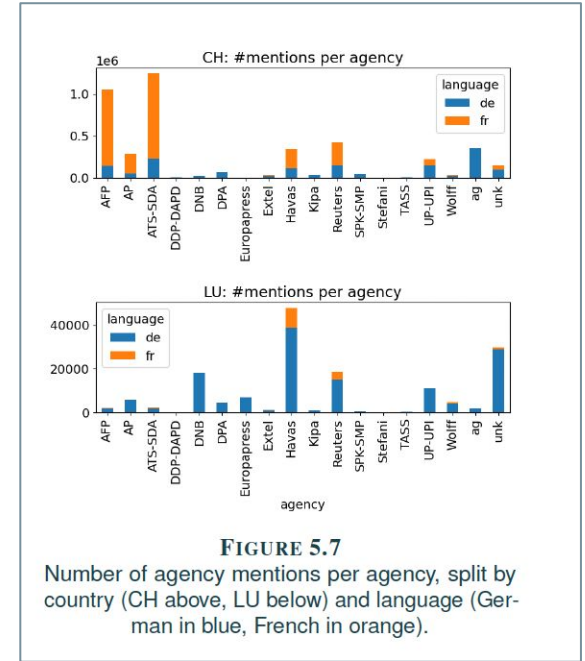 CH: #mentions per agency
1e6
language
de
fr
1.0
0.5
0.0
AFP
AP
ATS-SDA
DDP-DAPD
DNB
DPA
Europapress
Extel
Havas
Kipa
Reuters
SPK-SMP
Stefani
TASS
UP-UPI
Wolff
ag
unk
LU: #mentions per agency
language
de
fr
40000
20000
0
AFP
AP
ATS-SDA
DDP-DAPD
DNB
DPA
Europapress
Extel
Havas
Kipa
Reuters
SPK-SMP
Stefani
TASS
UP-UPI
Wolff
ag
unk
agency
FIGURE 5.7
Number of agency mentions per agency, split by
country (CH above, LU below) and language (Ger-
man in blue, French in orange).